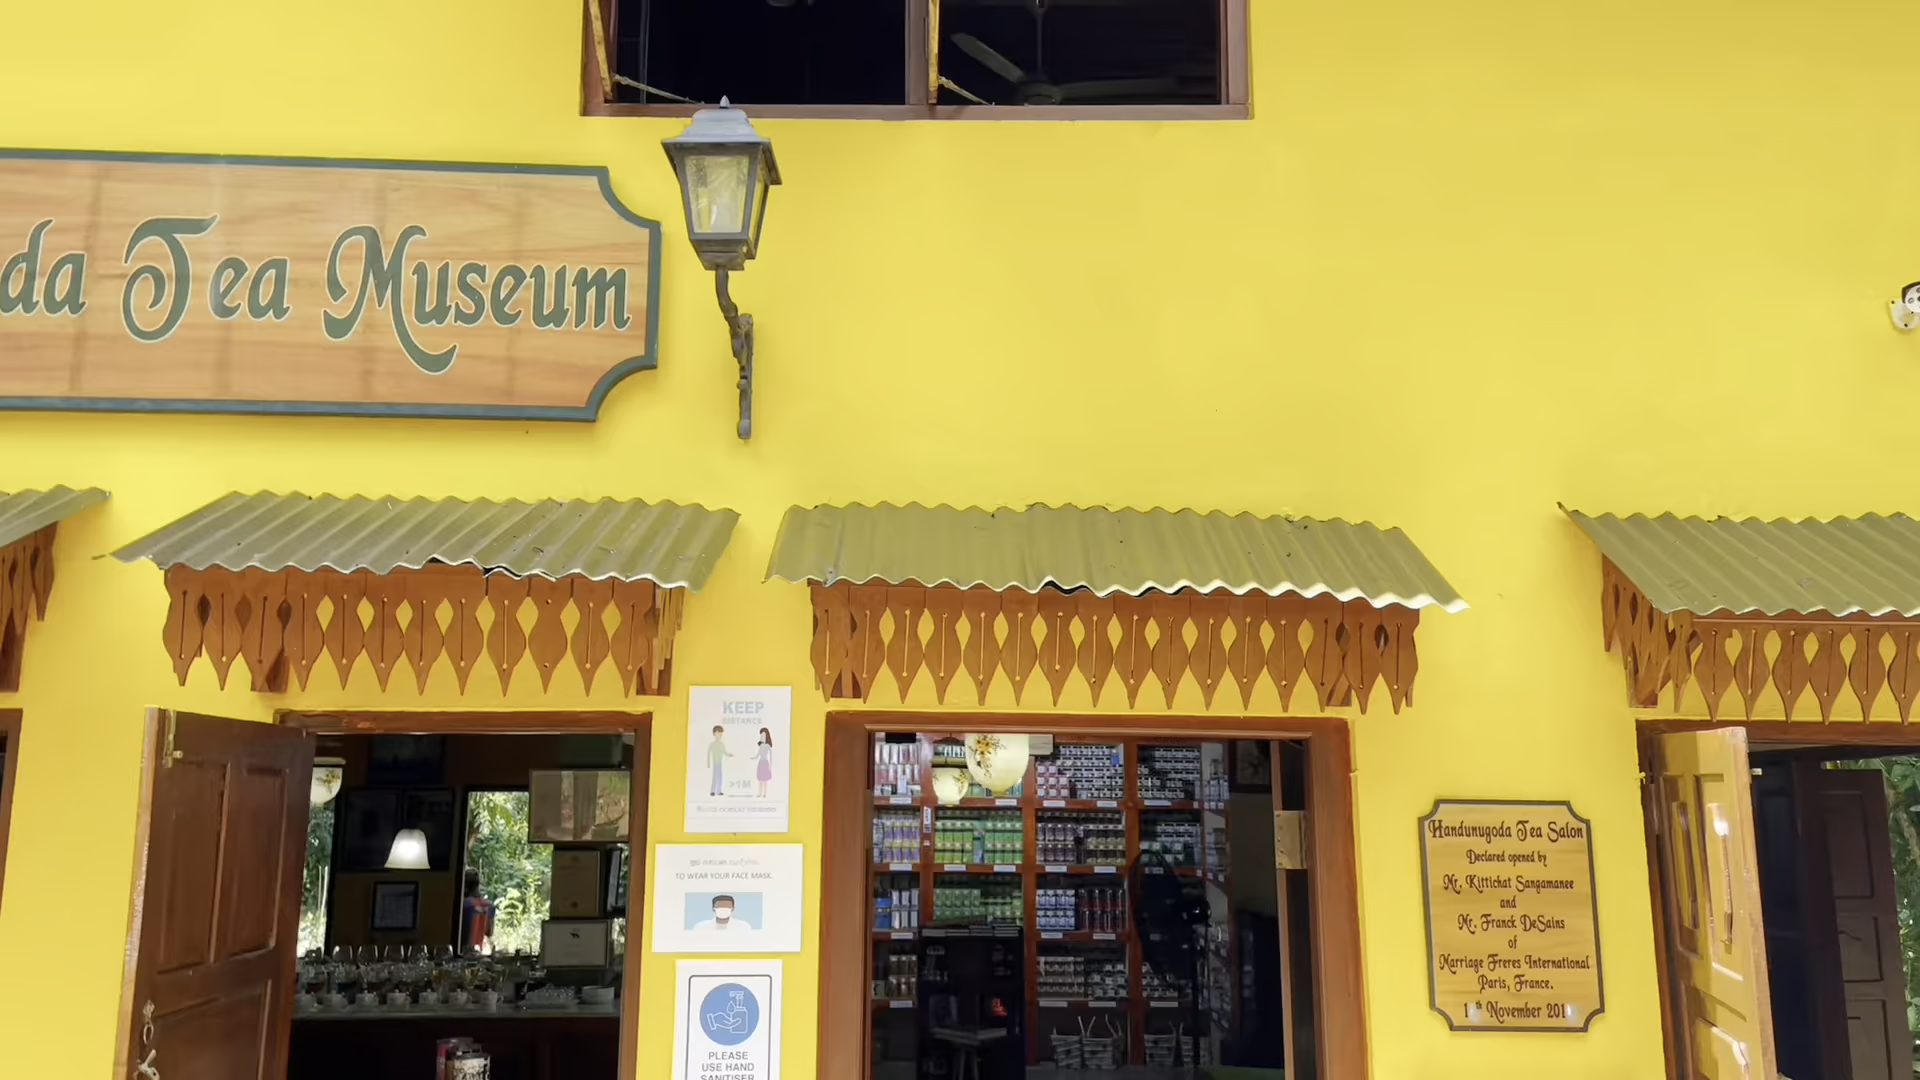 da Tea Museum
KEEP
DISTANCE
>1M
TO WEAR YOUR FACE MASK.
PLEASE
USE HAND
SANITISER
Handunugoda Tea Salon
Declared opened by
Mr. Kittichat Sangamanee
and
Mr. Franck DeSains
of
Marriage Freres International
Paris, France.
November